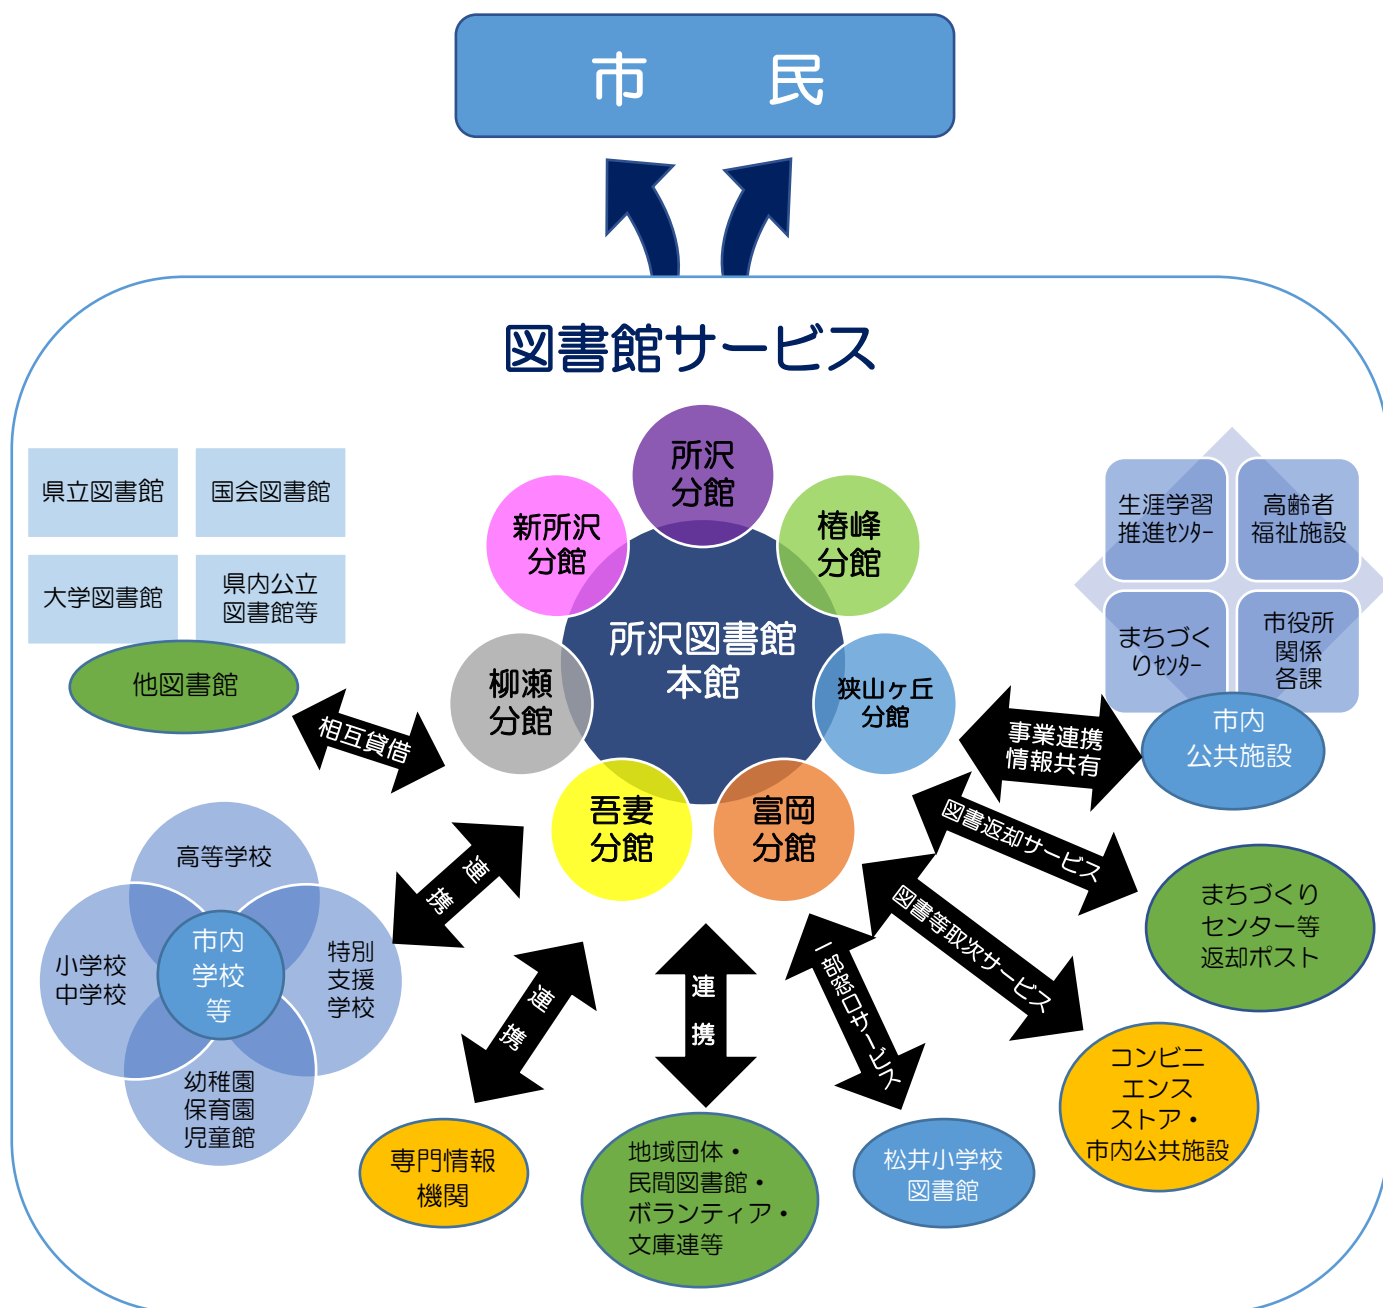 市　民
図書館サービス
県立図書館
国会図書館
大学図書館
県内公立
図書館等
他図書館
相互貸借
所沢
分館
新所沢
分館
椿峰
分館
所沢図書館
本館
柳瀬
分館
狭山ヶ丘
分館
吾妻
分館
富岡
分館
生涯学習
推進ｾﾝﾀｰ
高齢者
福祉施設
まちづく
りｾﾝﾀｰ
市役所
関係
各課
市内
公共施設
事業連携
情報共有
図書返却サービス
まちづくり
センター等
返却ポスト
図書等取次サービス
コンビニ
エンス
ストア・
市内公共施設
一部窓口サービス
松井小学校
図書館
連
携
地域団体・
民間図書館・
ボランティア・
文庫連等
連
携
専門情報
機関
連
携
高等学校
小学校
中学校
市内
学校
等
特別
支援
学校
幼稚園
保育園
児童館